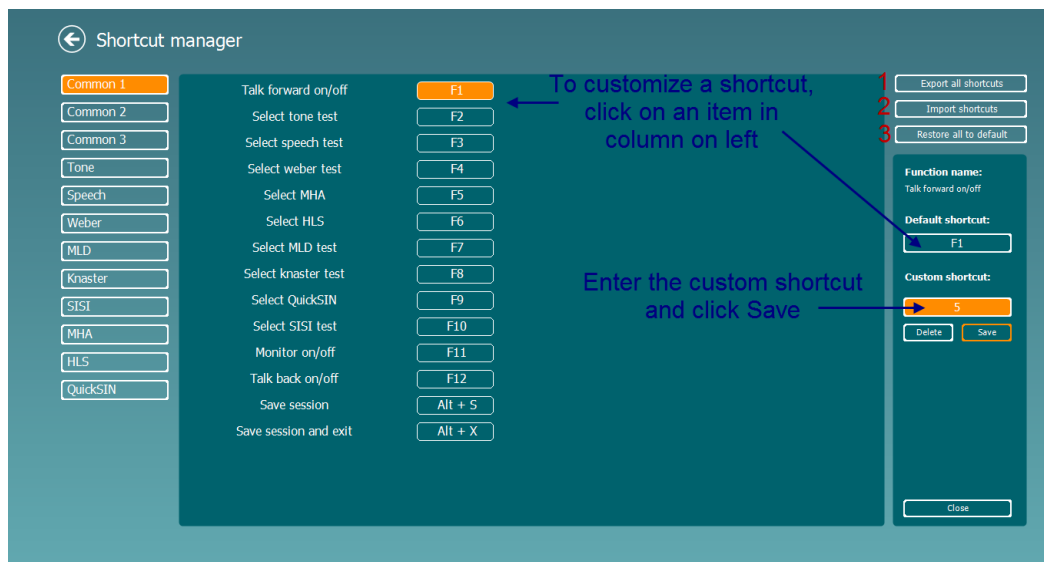 Shortcut manager
Common 1
Common 2
Common 3
Tone
Speech
Weber
MLD
Knaster
SISI
MHA
HLS
QuickSIN
Talk forward on/off F1
Select tone test F2
Select speech test F3
Select weber test F4
Select MHA F5
Select HLS F6
Select MLD test F7
Select knaster test F8
Select QuickSIN F9
Select SISI test F10
Monitor on/off F11
Talk back on/off F12
Save session Alt + S
Save session and exit Alt + X
To customize a shortcut,
click on an item in
column on left
Enter the custom shortcut
and click Save
1 Export all shortcuts
2 Import shortcuts
3 Restore all to default
Function name:
Talk forward on/off
Default shortcut:
F1
Custom shortcut:
5
Delete Save
Close